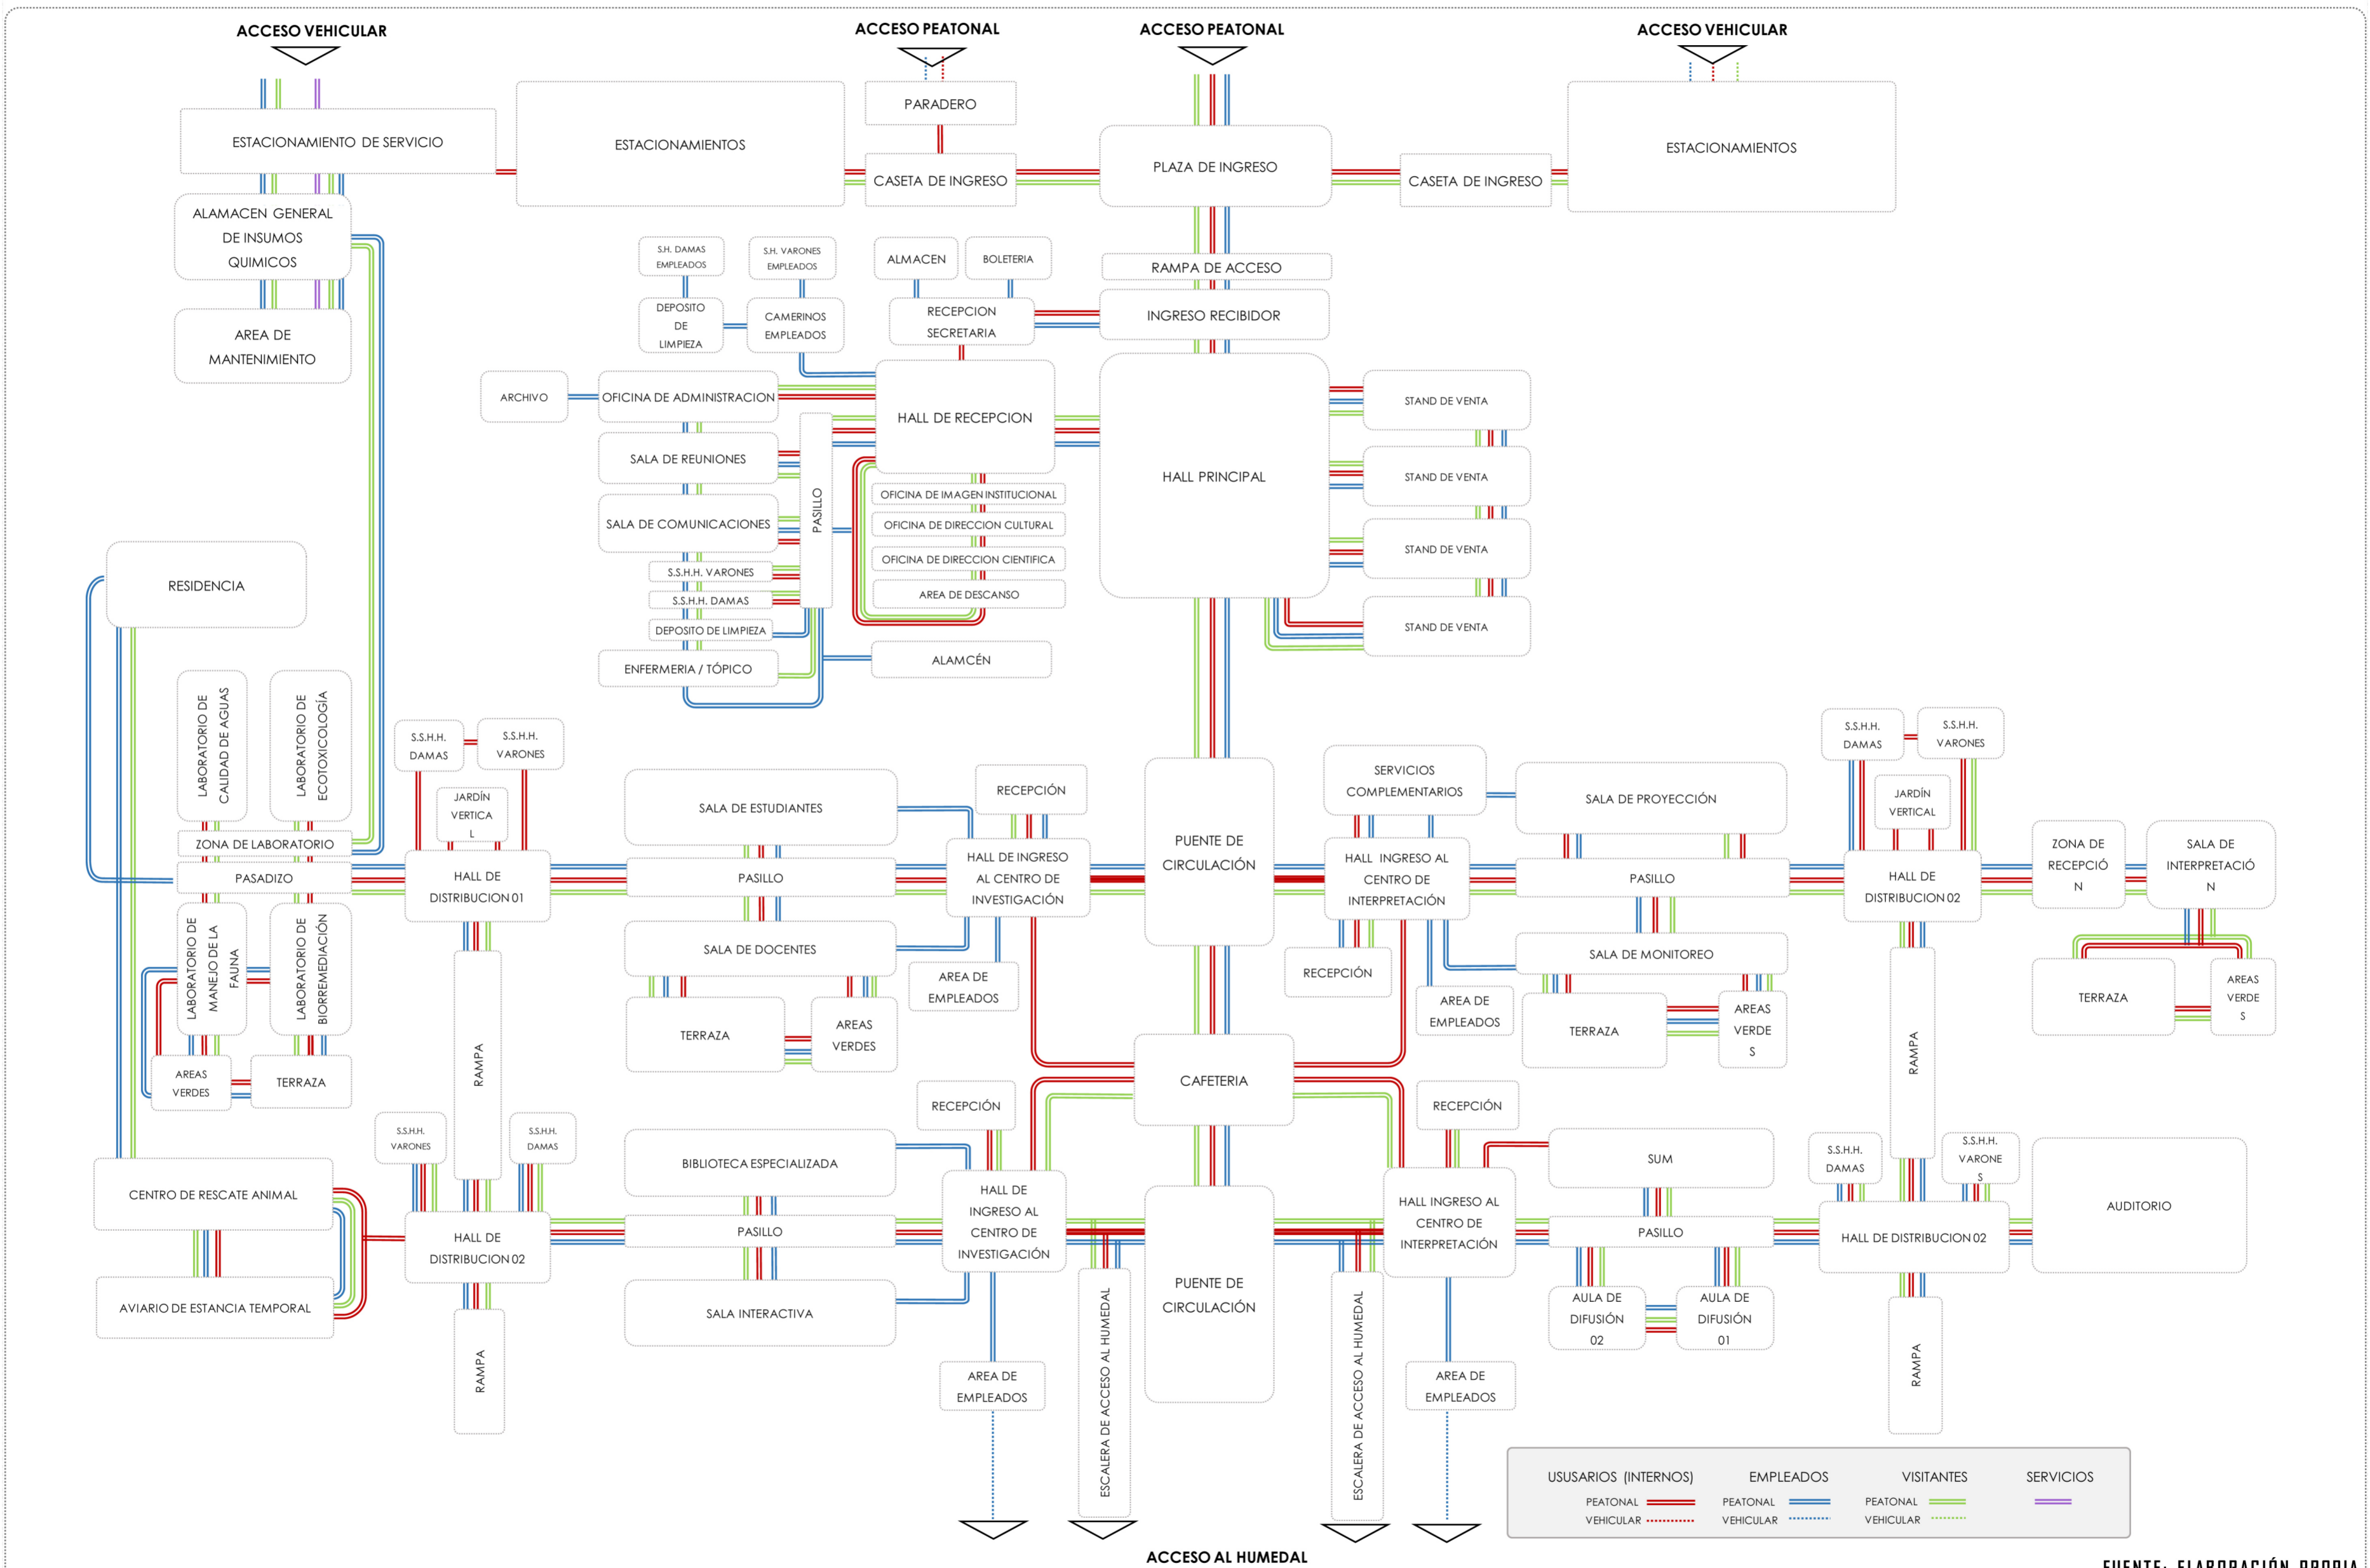 ACCESO VEHICULAR
ACCESO PEATONAL
ACCESO PEATONAL
ACCESO VEHICULAR
ESTACIONAMIENTO DE SERVICIO
ESTACIONAMIENTOS
PARADERO
CASETA DE INGRESO
PLAZA DE INGRESO
CASETA DE INGRESO
ESTACIONAMIENTOS
ALAMACEN GENERAL
DE INSUMOS
QUIMICOS
AREA DE
MANTENIMIENTO
S.H. DAMAS
EMPLEADOS
S.H. VARONES
EMPLEADOS
ALMACEN
BOLETERIA
RAMPA DE ACCESO
DEPOSITO
DE
LIMPIEZA
CAMERINOS
EMPLEADOS
RECEPCION
SECRETARIA
INGRESO RECIBIDOR
ARCHIVO
OFICINA DE ADMINISTRACION
HALL DE RECEPCION
SALA DE REUNIONES
SALA DE COMUNICACIONES
PASILLO
S.S.H.H. VARONES
S.S.H.H. DAMAS
DEPOSITO DE LIMPIEZA
ENFERMERIA / TÓPICO
OFICINA DE IMAGEN INSTITUCIONAL
OFICINA DE DIRECCION CULTURAL
OFICINA DE DIRECCION CIENTIFICA
AREA DE DESCANSO
ALAMCÉN
HALL PRINCIPAL
STAND DE VENTA
STAND DE VENTA
STAND DE VENTA
STAND DE VENTA
RESIDENCIA
LABORATORIO DE
CALIDAD DE AGUAS
LABORATORIO DE
ECOTOXICOLOGÍA
ZONA DE LABORATORIO
PASADIZO
LABORATORIO DE
MANEJO DE LA
FAUNA
LABORATORIO DE
BIORREMEDIACIÓN
AREAS
VERDES
TERRAZA
S.S.H.H.
DAMAS
S.S.H.H.
VARONES
JARDÍN
VERTICA
L
HALL DE
DISTRIBUCION 01
RAMPA
SALA DE ESTUDIANTES
PASILLO
SALA DE DOCENTES
TERRAZA
AREAS
VERDES
RECEPCIÓN
HALL DE INGRESO
AL CENTRO DE
INVESTIGACIÓN
AREA DE
EMPLEADOS
PUENTE DE
CIRCULACIÓN
SERVICIOS
COMPLEMENTARIOS
SALA DE PROYECCIÓN
HALL INGRESO AL
CENTRO DE
INTERPRETACIÓN
PASILLO
RECEPCIÓN
SALA DE MONITOREO
AREA DE
EMPLEADOS
TERRAZA
AREAS
VERDE
S
S.S.H.H.
DAMAS
S.S.H.H.
VARONES
JARDÍN
VERTICAL
HALL DE
DISTRIBUCION 02
ZONA DE
RECEPCIÓ
N
SALA DE
INTERPRETACIÓ
N
TERRAZA
AREAS
VERDE
S
RAMPA
CAFETERIA
CENTRO DE RESCATE ANIMAL
AVIARIO DE ESTANCIA TEMPORAL
S.S.H.H.
VARONES
S.S.H.H.
DAMAS
HALL DE
DISTRIBUCION 02
RAMPA
BIBLIOTECA ESPECIALIZADA
PASILLO
SALA INTERACTIVA
RECEPCIÓN
HALL DE
INGRESO AL
CENTRO DE
INVESTIGACIÓN
AREA DE
EMPLEADOS
ESCALERA DE ACCESO AL HUMEDAL
PUENTE DE
CIRCULACIÓN
ESCALERA DE ACCESO AL HUMEDAL
RECEPCIÓN
HALL INGRESO AL
CENTRO DE
INTERPRETACIÓN
AREA DE
EMPLEADOS
SUM
PASILLO
AULA DE
DIFUSIÓN
02
AULA DE
DIFUSIÓN
01
S.S.H.H.
DAMAS
S.S.H.H.
VARONE
S
HALL DE DISTRIBUCION 02
AUDITORIO
RAMPA
USUSARIOS (INTERNOS)
EMPLEADOS
VISITANTES
SERVICIOS
PEATONAL
PEATONAL
PEATONAL
VEHICULAR
VEHICULAR
VEHICULAR
ACCESO AL HUMEDAL
FUENTE: ELABORACIÓN PROPIA